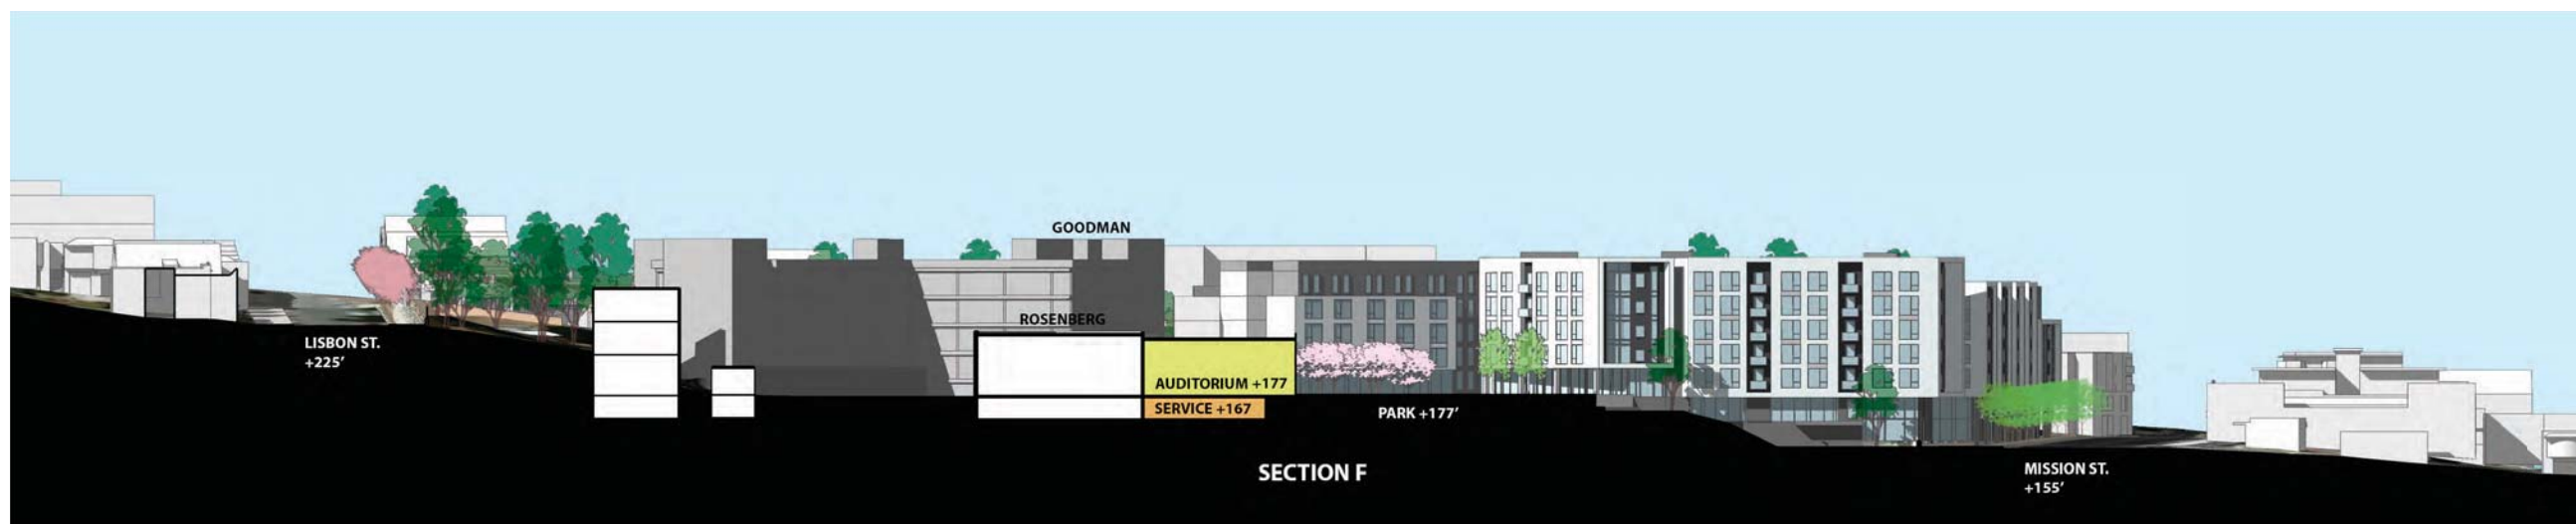 GOODMAN
ROSENBERG
LISBON ST.
+225’
AUDITORIUM +177
SERVICE +167
PARK +177’
SECTION F
MISSION ST.
+155’